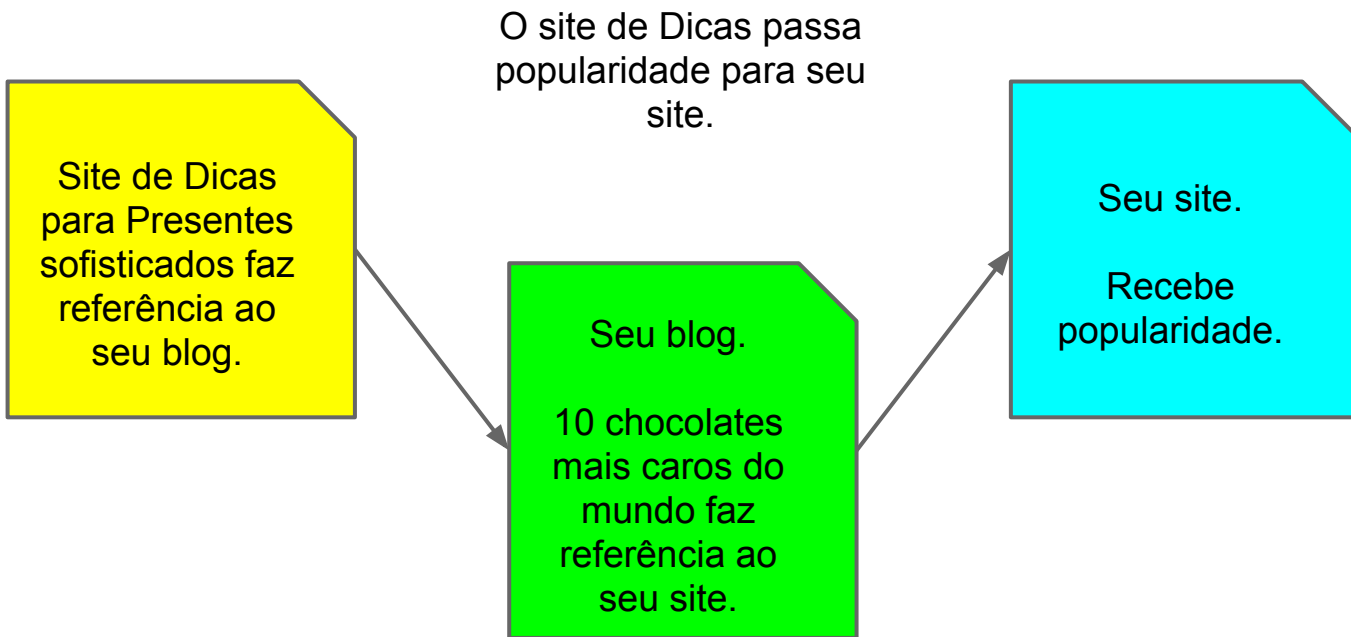 O site de Dicas passa
popularidade para seu
site.
Site de Dicas
para Presentes
sofisticados faz
referência ao
seu blog.
Seu blog.
10 chocolates
mais caros do
mundo faz
referência ao
seu site.
Seu site.
Recebe
popularidade.